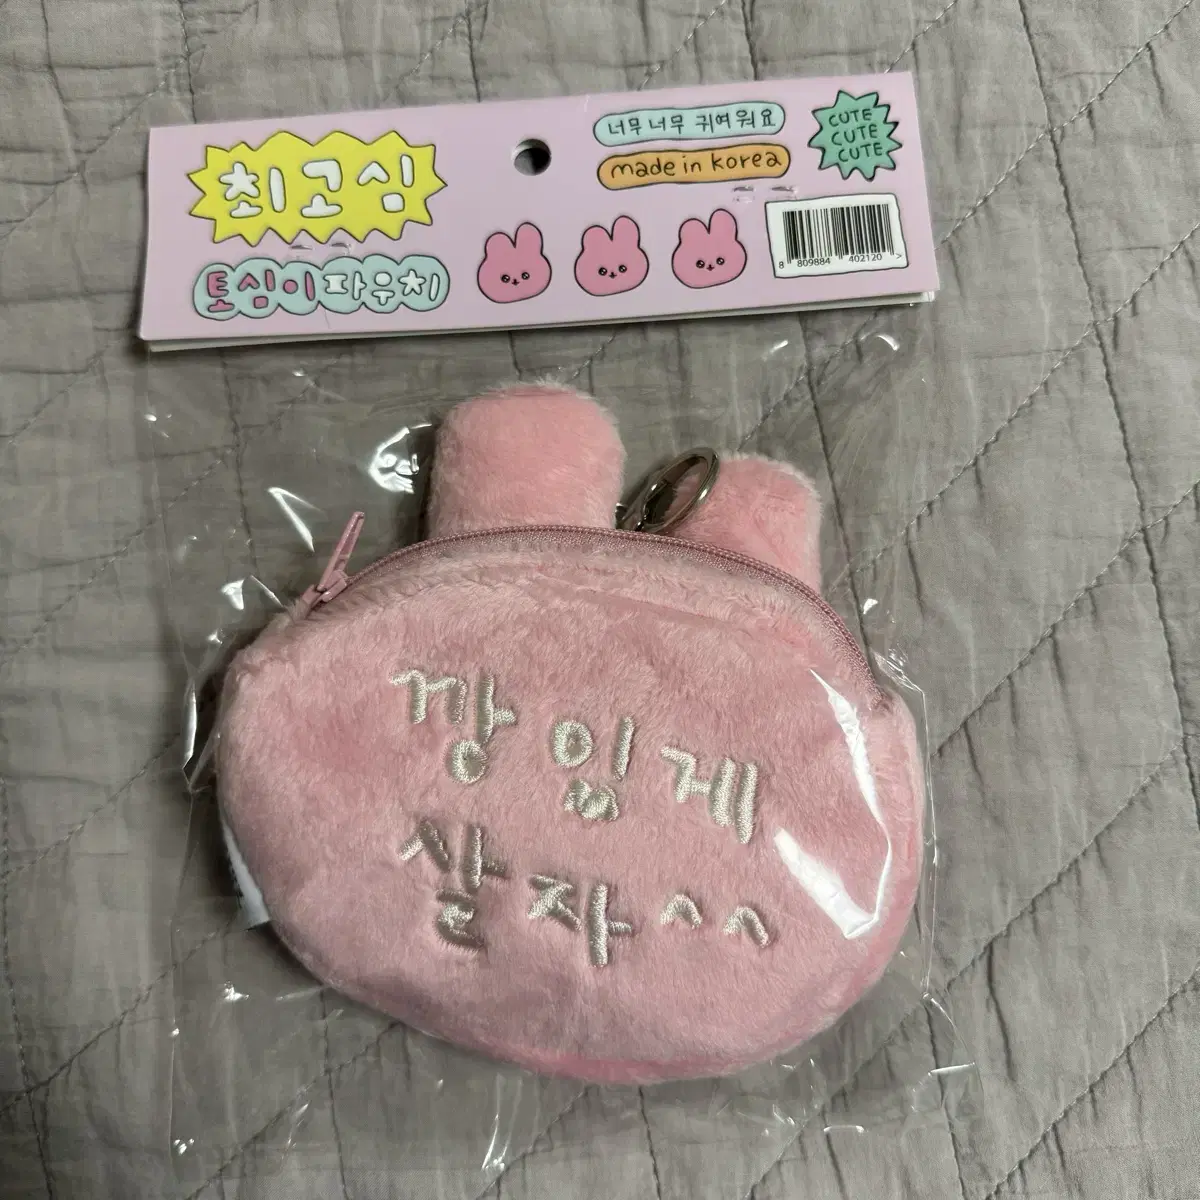 최고심
토심이파우치
너무너무 귀여워요
made in korea
CUTE
CUTE
CUTE
8 809884 402120 >
깡있게
살자^^